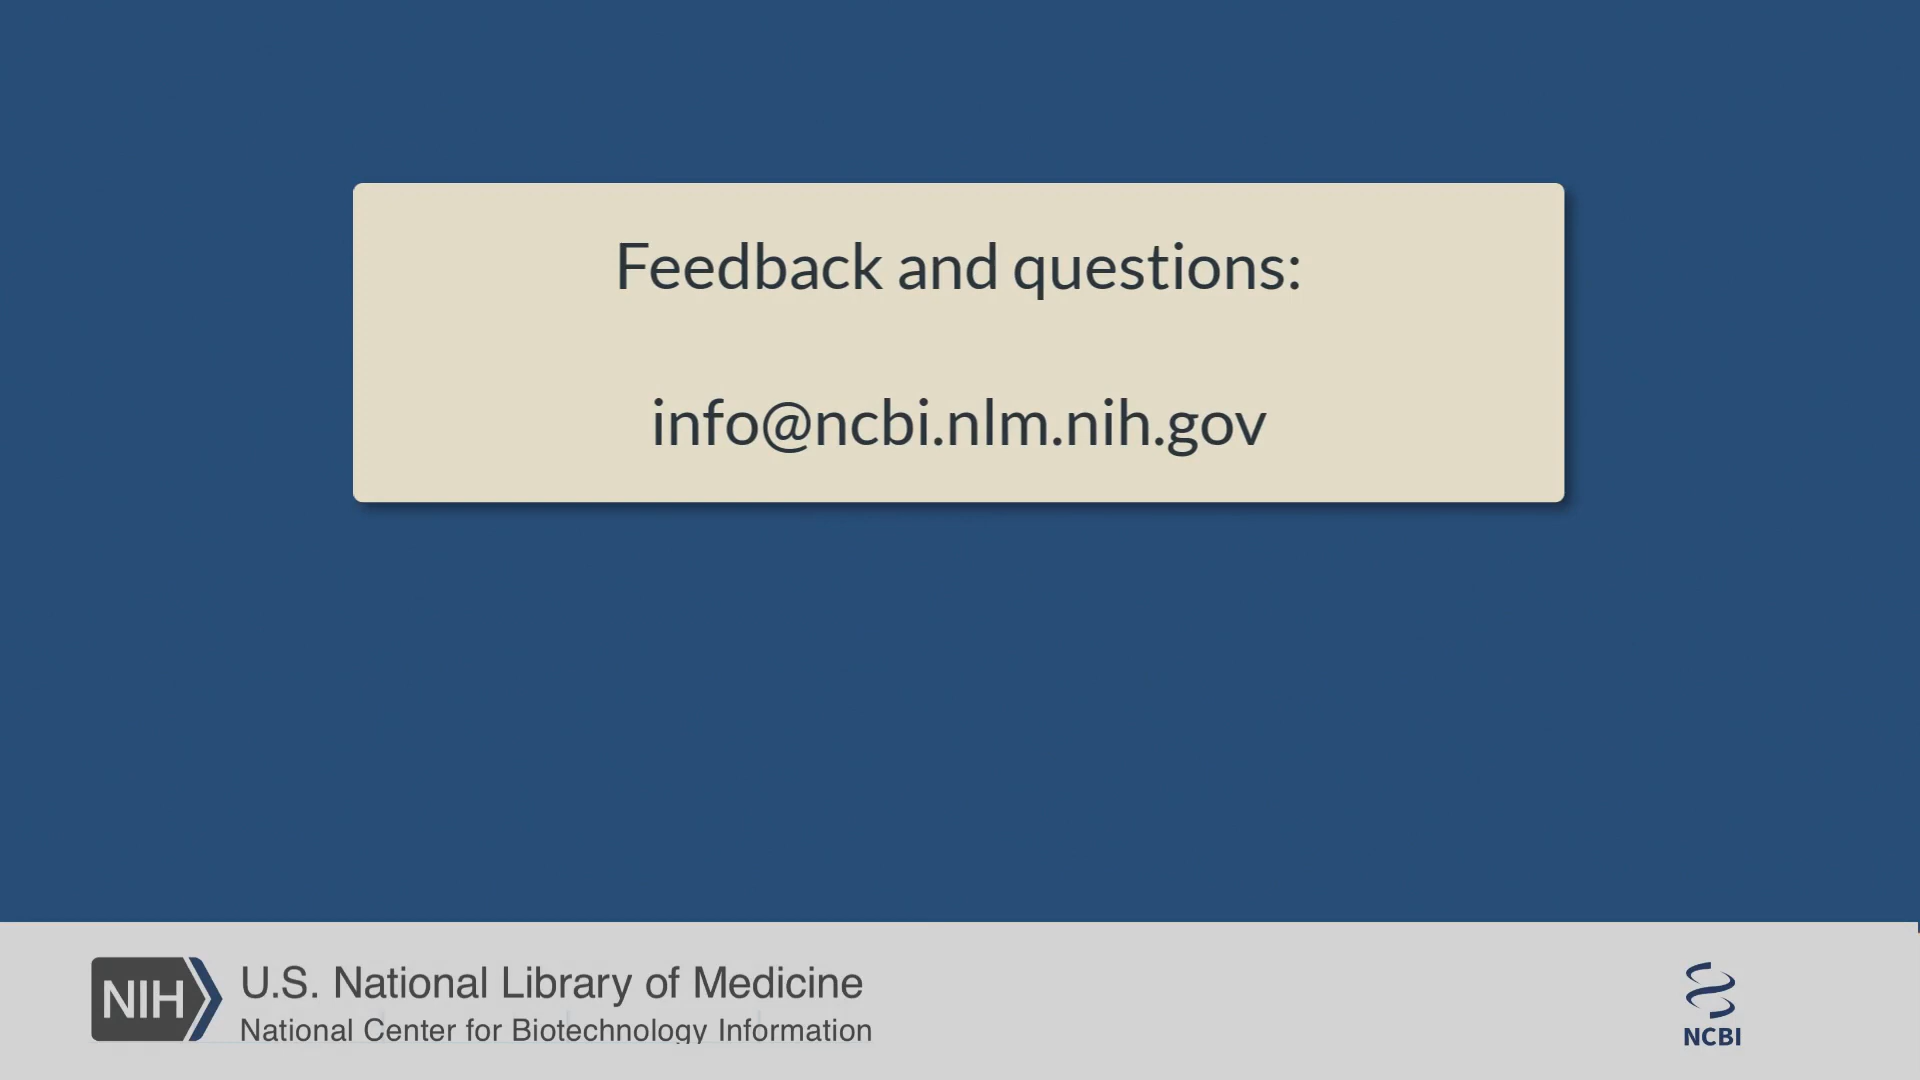 Feedback and questions:
info@ncbi.nlm.nih.gov
NIH
U.S. National Library of Medicine
National Center for Biotechnology Information
NCBI